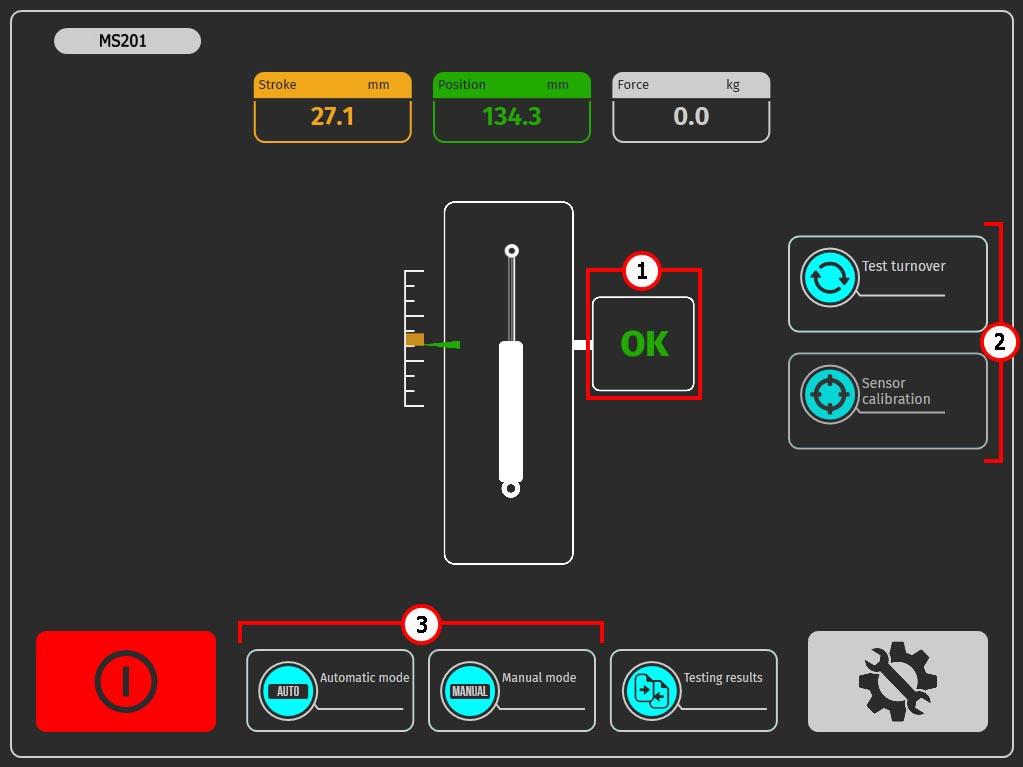 MS201
Stroke mm
27.1
Position mm
134.3
Force kg
0.0
1
OK
Test turnover
2
Sensor
calibration
3
AUTO
Automatic mode
MANUAL
Manual mode
Testing results